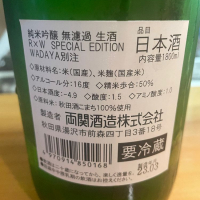 純米吟醸 無濾過 生酒
R×W SPECIAL EDITION
WADAYA別注
品目
日本酒
内容量1800ml
○原材料名:米(国産)、米麹(国産米)
○アルコール分:16度 ○精米歩合:50%
○日本酒度:-4.9 ○酸度:1.5 ○アミノ酸度:1.0
○原料米:秋田酒こまち100%使用
製造者 両関酒造株式会社
秋田県湯沢市前森四丁目3番18号
4970914850168
要冷蔵